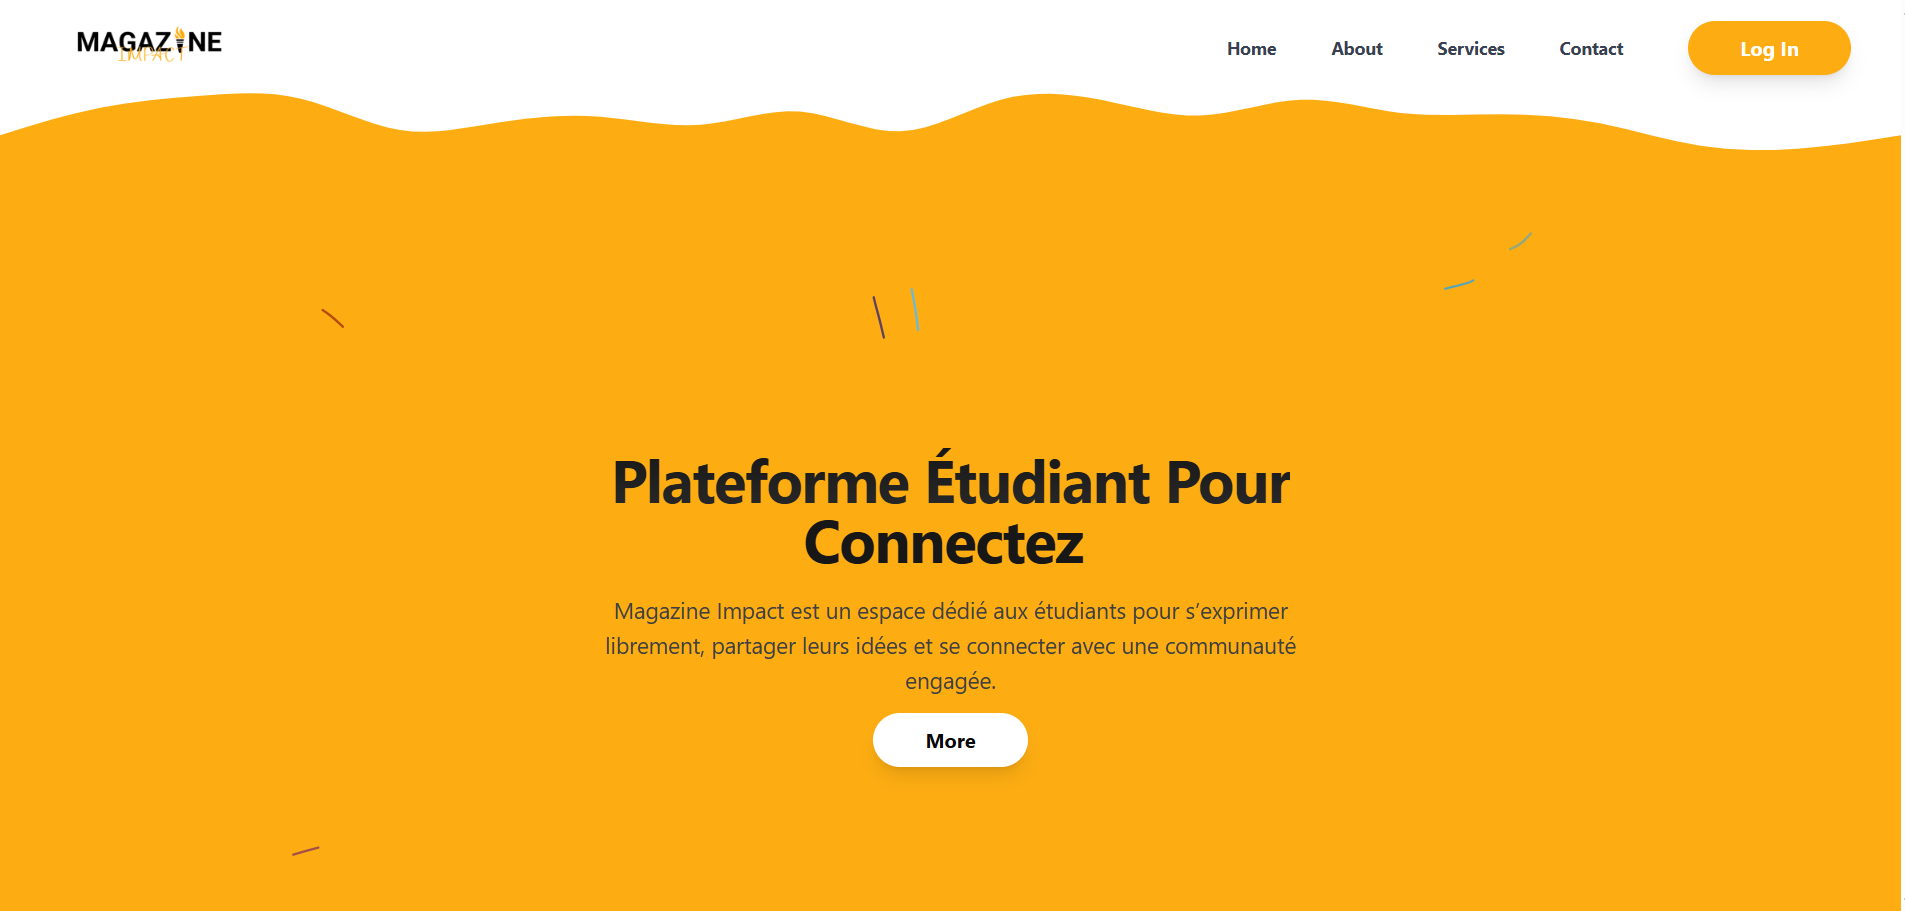 MAGAZINE
IMPACT
Home
About
Services
Contact
Log In
Plateforme Étudiant Pour
Connectez
Magazine Impact est un espace dédié aux étudiants pour s’exprimer
librement, partager leurs idées et se connecter avec une communauté
engagée.
More